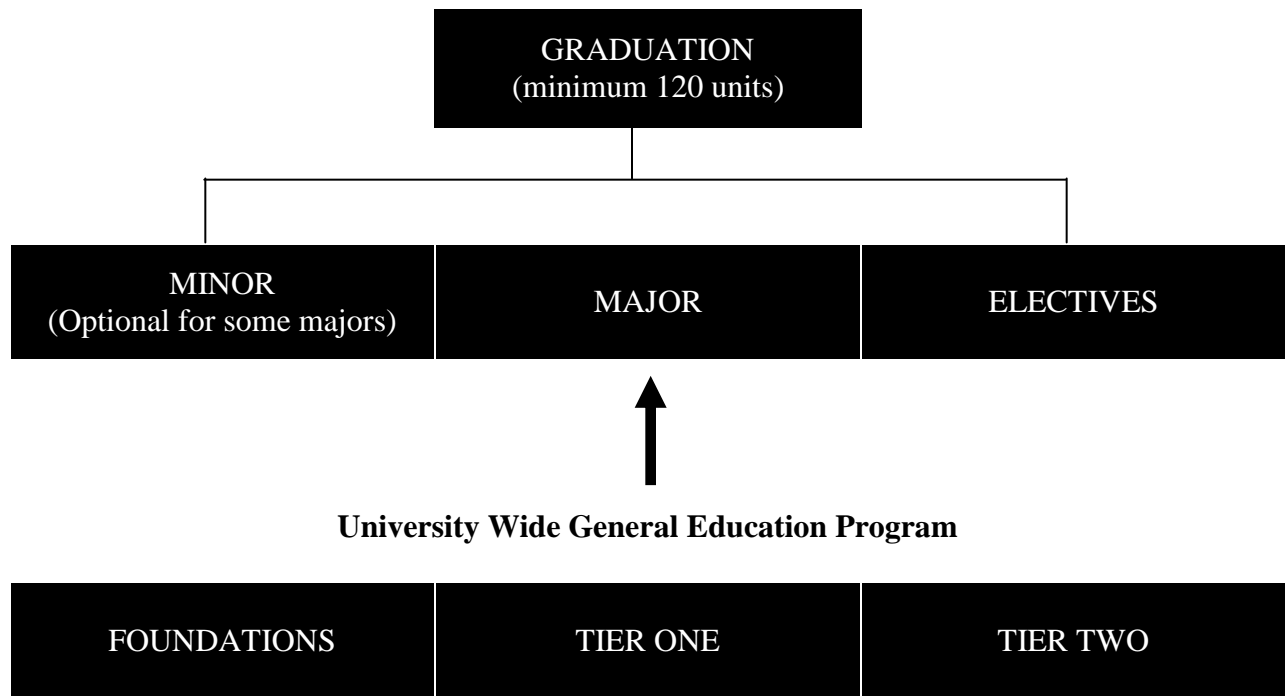 GRADUATION
(minimum 120 units)
MINOR
(Optional for some majors)
MAJOR
ELECTIVES
University Wide General Education Program
FOUNDATIONS
TIER ONE
TIER TWO